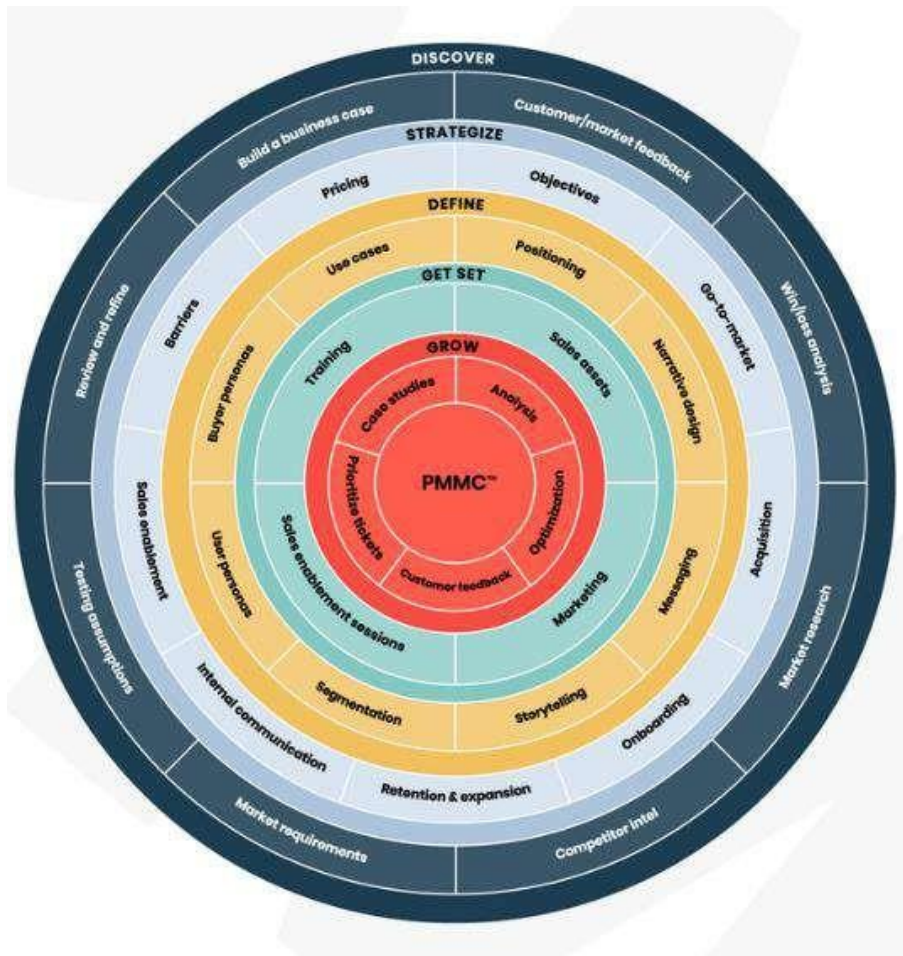 DISCOVER
Customer/market feedback
Win/loss analysis
Market research
Competitor intel
Market requirements
Testing assumptions
Review and refine
Build a business case
STRATEGIZE
Objectives
Go-to-market
Acquisition
Onboarding
Retention & expansion
Internal communication
Sales enablement
Barriers
Pricing
DEFINE
Positioning
Narrative design
Messaging
Storytelling
Segmentation
User personas
Buyer personas
Use cases
GET SET
Sales assets
Marketing
Sales enablement sessions
Training
GROW
Analysis
Optimization
Customer feedback
Prioritize tickets
Case studies
PMMC™